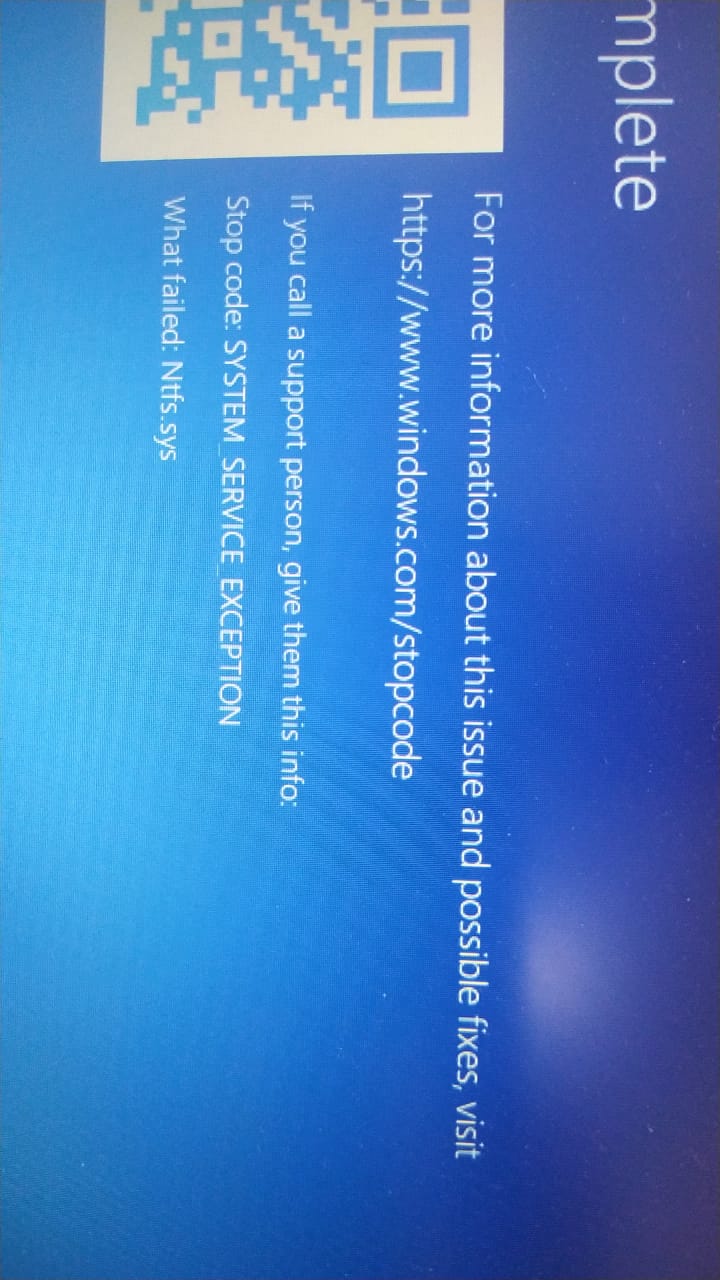 mplete
For more information about this issue and possible fixes, visit
https://www.windows.com/stopcode
If you call a support person, give them this info:
Stop code: SYSTEM_SERVICE_EXCEPTION
What failed: Ntfs.sys